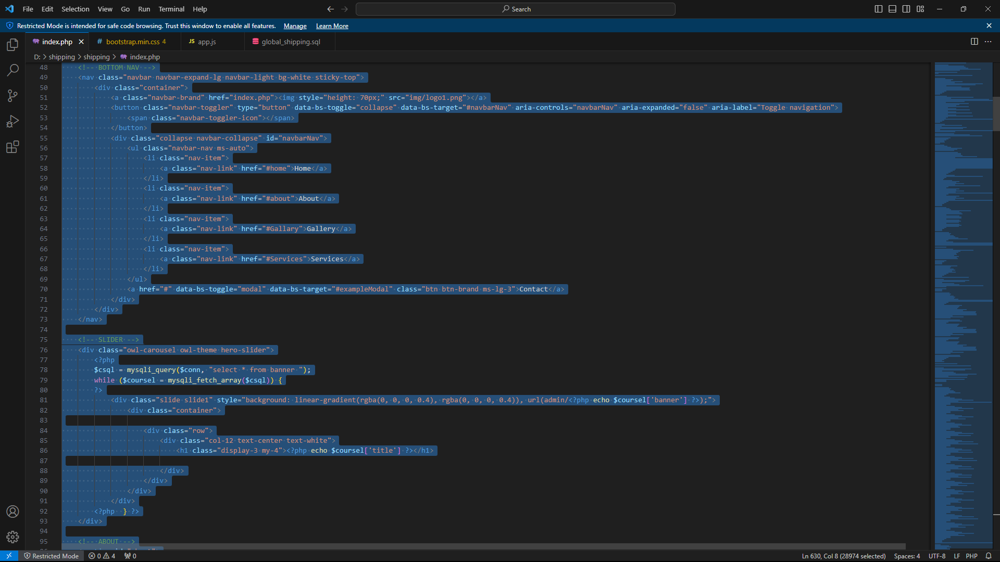 File Edit Selection View Go Run Terminal Help Search
Restricted Mode is intended for safe code browsing. Trust this window to enable all features. Manage Learn More
index.php bootstrap.min.css 4 JS app.js global_shipping.sql
D: > shipping > shipping > index.php
48 <!-- BOTTOM NAV -->
49 <nav class="navbar navbar-expand-lg navbar-light bg-white sticky-top">
50 <div class="container">
51 <a class="navbar-brand" href="index.php"><img style="height: 70px;" src="img/logo1.png"></a>
52 <button class="navbar-toggler" type="button" data-bs-toggle="collapse" data-bs-target="#navbarNav" aria-controls="navbarNav" aria-expanded="false" aria-label="Toggle navigation">
53 <span class="navbar-toggler-icon"></span>
54 </button>
55 <div class="collapse navbar-collapse" id="navbarNav">
56 <ul class="navbar-nav ms-auto">
57 <li class="nav-item">
58 <a class="nav-link" href="#home">Home</a>
59 </li>
60 <li class="nav-item">
61 <a class="nav-link" href="#about">About</a>
62 </li>
63 <li class="nav-item">
64 <a class="nav-link" href="#Gallary">Gallery</a>
65 </li>
66 <li class="nav-item">
67 <a class="nav-link" href="#Services">Services</a>
68 </li>
69 </ul>
70 <a href="#" data-bs-toggle="modal" data-bs-target="#exampleModal" class="btn btn-brand ms-lg-3">Contact</a>
71 </div>
72 </div>
73 </nav>
74
75 <!-- SLIDER -->
76 <div class="owl-carousel owl-theme hero-slider">
77 <?php
78 $csql = mysqli_query($conn, "select * from banner ");
79 while ($coursel = mysqli_fetch_array($csql)) {
80 ?>
81 <div class="slide slide1" style="background: linear-gradient(rgba(0, 0, 0, 0.4), rgba(0, 0, 0, 0.4)), url(admin/<?php echo $coursel['banner'] ?>);">
82 <div class="container">
83
84 <div class="row">
85 <div class="col-12 text-center text-white">
86 <h1 class="display-3 my-4"><?php echo $coursel['title'] ?></h1>
87
88 </div>
89 </div>
90 </div>
91 </div>
92 <?php } ?>
93 </div>
94
95 <!-- ABOUT -->
Restricted Mode 0 4 0 Ln 630, Col 8 (28974 selected) Spaces: 4 UTF-8 LF PHP